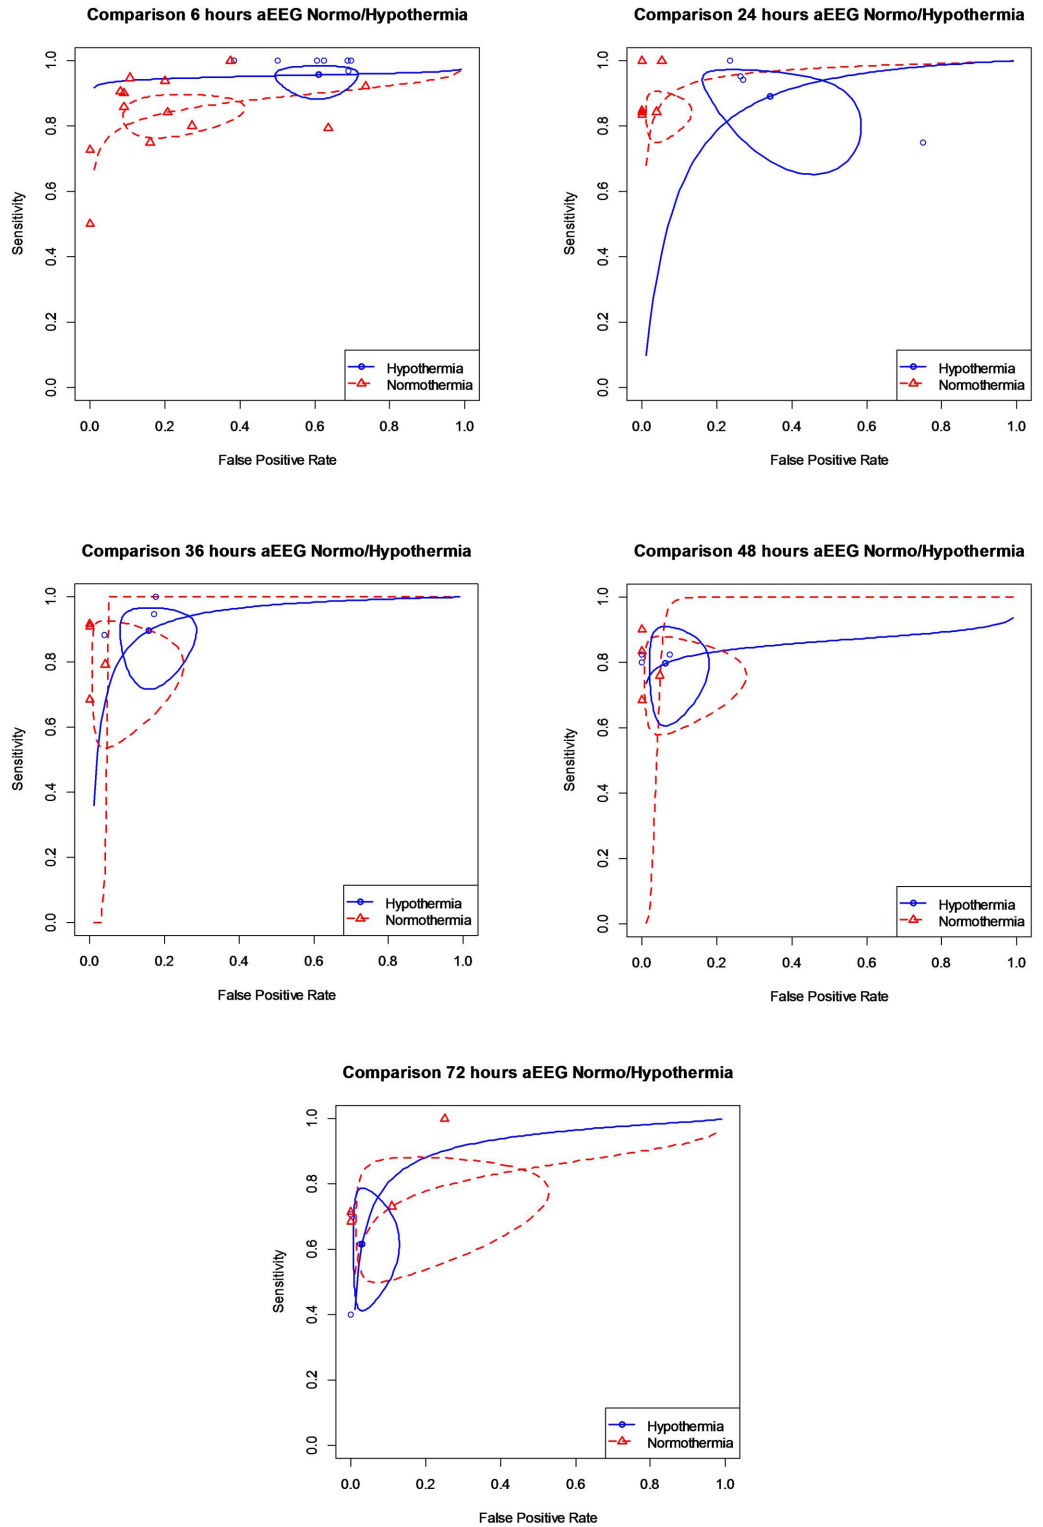 Comparison 6 hours aEEG Normo/Hypothermia
1.0
0.8
0.6
0.4
0.2
0.0
Sensitivity
Hypothermia
Normothermia
0.0 0.2 0.4 0.6 0.8 1.0
False Positive Rate
Comparison 24 hours aEEG Normo/Hypothermia
1.0
0.8
0.6
0.4
0.2
0.0
Sensitivity
Hypothermia
Normothermia
0.0 0.2 0.4 0.6 0.8 1.0
False Positive Rate
Comparison 36 hours aEEG Normo/Hypothermia
1.0
0.8
0.6
0.4
0.2
0.0
Sensitivity
Hypothermia
Normothermia
0.0 0.2 0.4 0.6 0.8 1.0
False Positive Rate
Comparison 48 hours aEEG Normo/Hypothermia
1.0
0.8
0.6
0.4
0.2
0.0
Sensitivity
Hypothermia
Normothermia
0.0 0.2 0.4 0.6 0.8 1.0
False Positive Rate
Comparison 72 hours aEEG Normo/Hypothermia
1.0
0.8
0.6
0.4
0.2
0.0
Sensitivity
Hypothermia
Normothermia
0.0 0.2 0.4 0.6 0.8 1.0
False Positive Rate